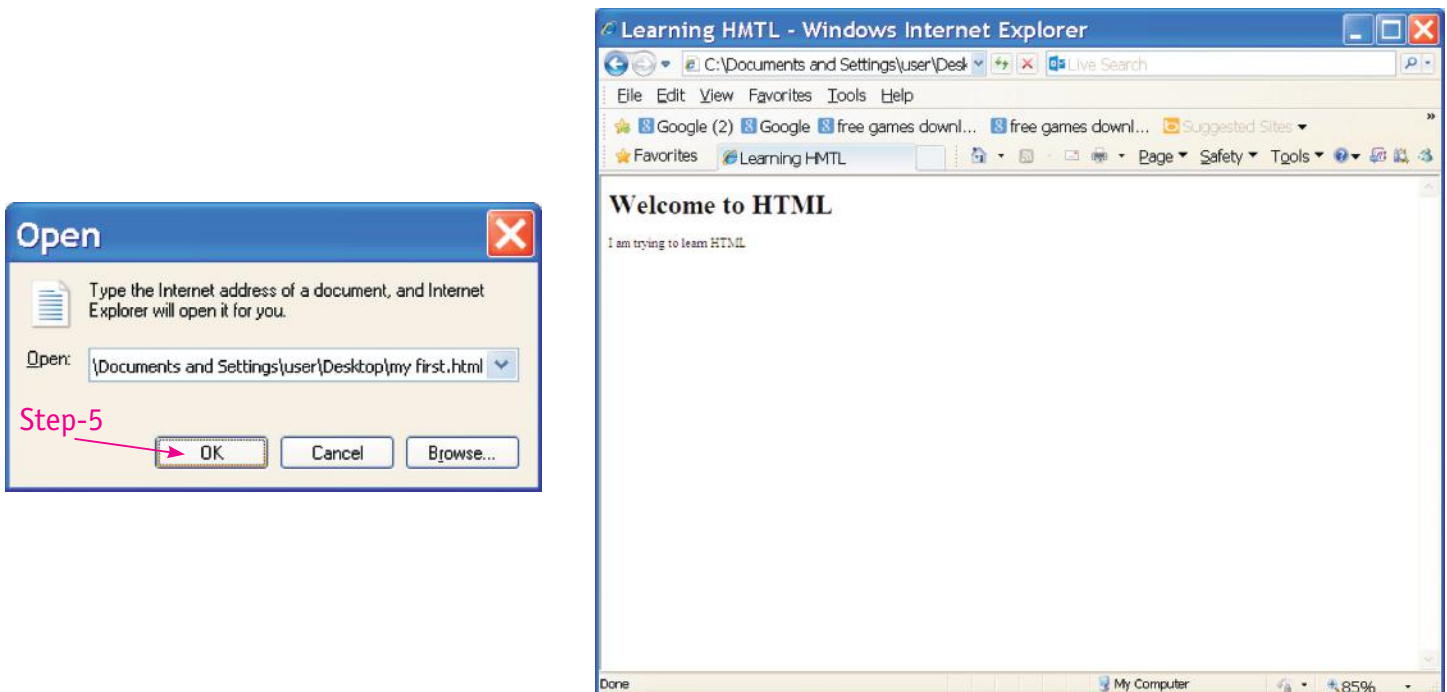 Open
Type the Internet address of a document, and Internet
Explorer will open it for you.
Open: \Documents and Settings\user\Desktop\my first.html
Step-5
OK Cancel Browse...
Learning HMTL - Windows Internet Explorer
C:\Documents and Settings\user\Desk Live Search
File Edit View Favorites Tools Help
Google (2) Google free games downl... free games downl... Suggested Sites »
Favorites Learning HMTL Page Safety Tools
Welcome to HTML
I am trying to learn HTML
Done My Computer 85%